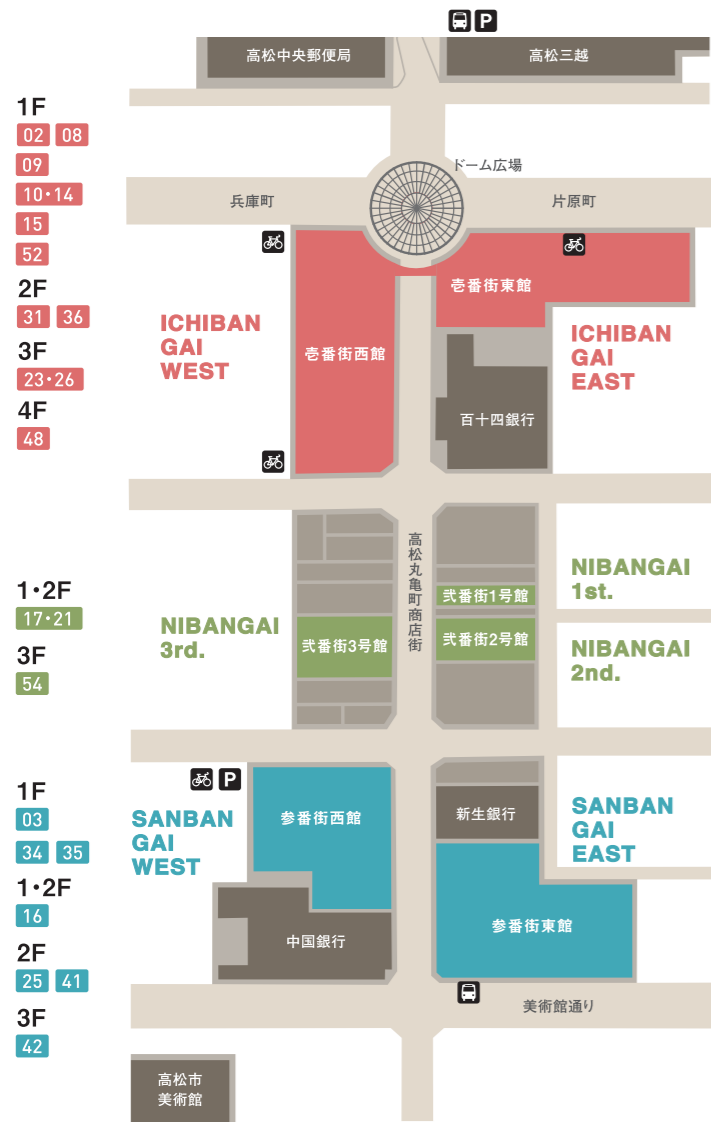 P
高松中央郵便局
高松三越
1F
02 08
09
10・14
15
52
2F
31 36
3F
23・26
4F
48
ドーム広場
兵庫町
片原町
ICHIBAN
GAI
WEST
壱番街西館
壱番街東館
ICHIBAN
GAI
EAST
百十四銀行
高松丸亀町商店街
1・2F
17・21
3F
54
NIBANGAI
3rd.
弐番街3号館
弐番街1号館
弐番街2号館
NIBANGAI
1st.
NIBANGAI
2nd.
1F
03
34 35
1・2F
16
2F
25 41
3F
42
P
SANBAN
GAI
WEST
参番街西館
新生銀行
SANBAN
GAI
EAST
参番街東館
中国銀行
美術館通り
高松市
美術館